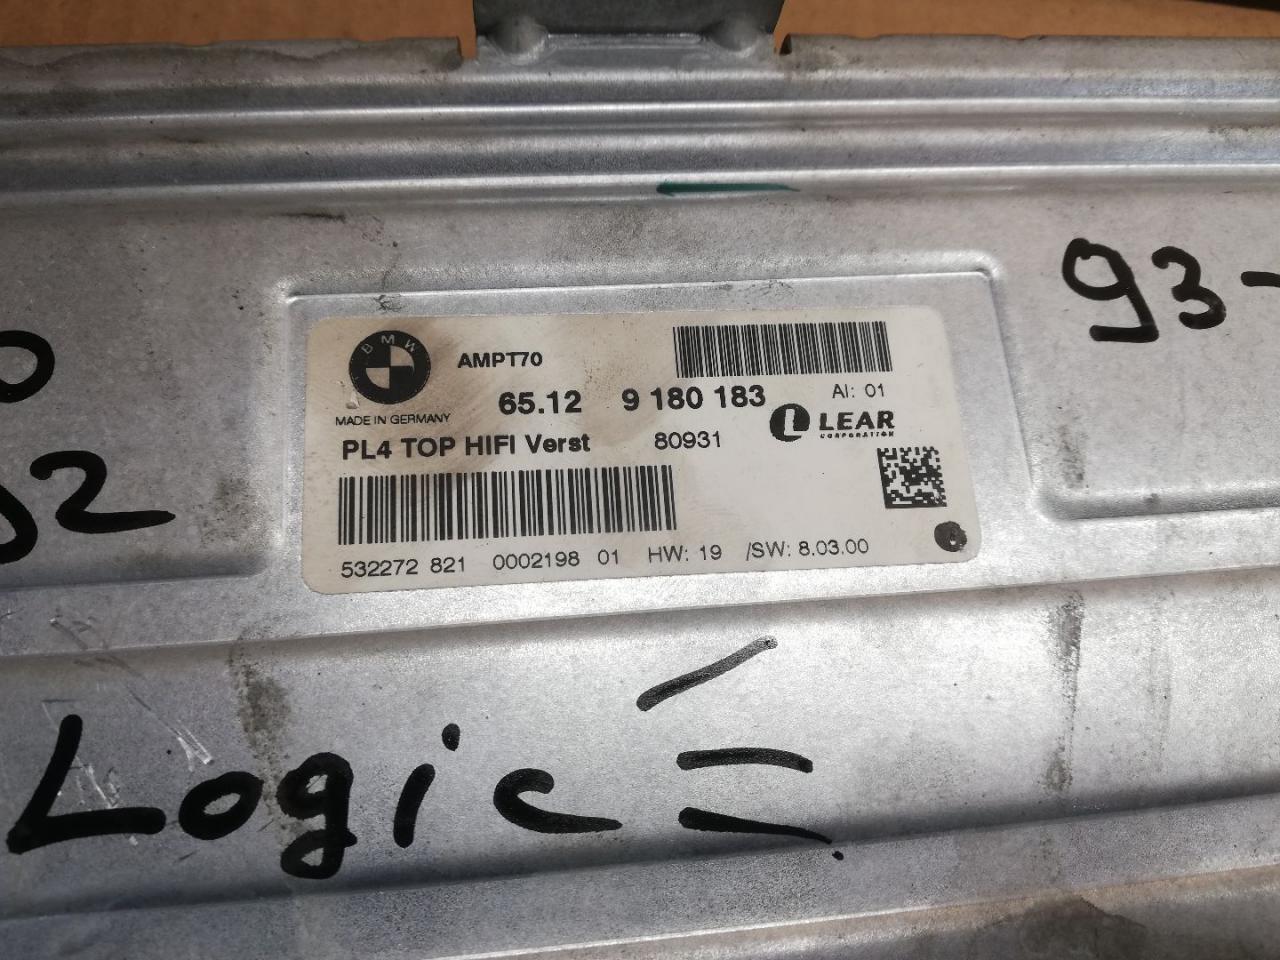 BMW
AMPT70
MADE IN GERMANY
65.12 9 180 183
AI: 01
LEAR
CORPORATION
PL4 TOP HIFI Verst 80931
532272 821 0002198 01 HW: 19 /SW: 8.03.00
93-
Logic =